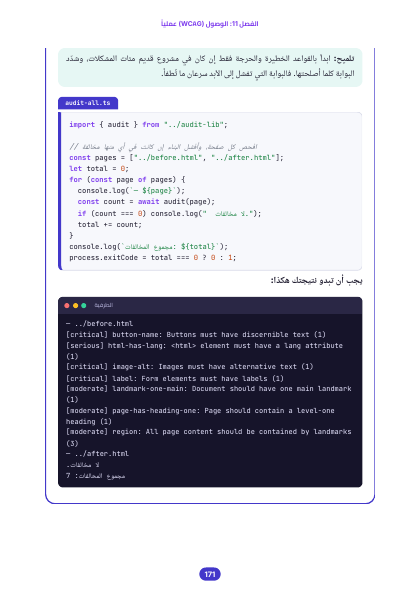 الفصل 11: الوصول (WCAG) عملياً
تلميح: ابدأ بالقواعد الخطيرة والحرجة فقط إن كان في مشروع قديم مئات المشكلات، وشدّد
البوابة كلما أصلحتها. فالبوابة التي تفشل إلى الأبد سرعان ما تُطفأ.
audit-all.ts
import { audit } from "../audit-lib";
// افحص كل صفحة، وأفشل البناء إن كانت في أي منها مخالفة
const pages = ["../before.html", "../after.html"];
let total = 0;
for (const page of pages) {
console.log(`— ${page}`);
const count = await audit(page);
if (count === 0) console.log("  لا مخالفات.");
total += count;
}
console.log(`مجموع المخالفات: ${total}`);
process.exitCode = total === 0 ? 0 : 1;
يجب أن تبدو نتيجتك هكذا:
الطرفية
— ../before.html
[critical] button-name: Buttons must have discernible text (1)
[serious] html-has-lang: <html> element must have a lang attribute
(1)
[critical] image-alt: Images must have alternative text (1)
[critical] label: Form elements must have labels (1)
[moderate] landmark-one-main: Document should have one main landmark
(1)
[moderate] page-has-heading-one: Page should contain a level-one
heading (1)
[moderate] region: All page content should be contained by landmarks
(3)
— ../after.html
لا مخالفات.
مجموع المخالفات: 7
171